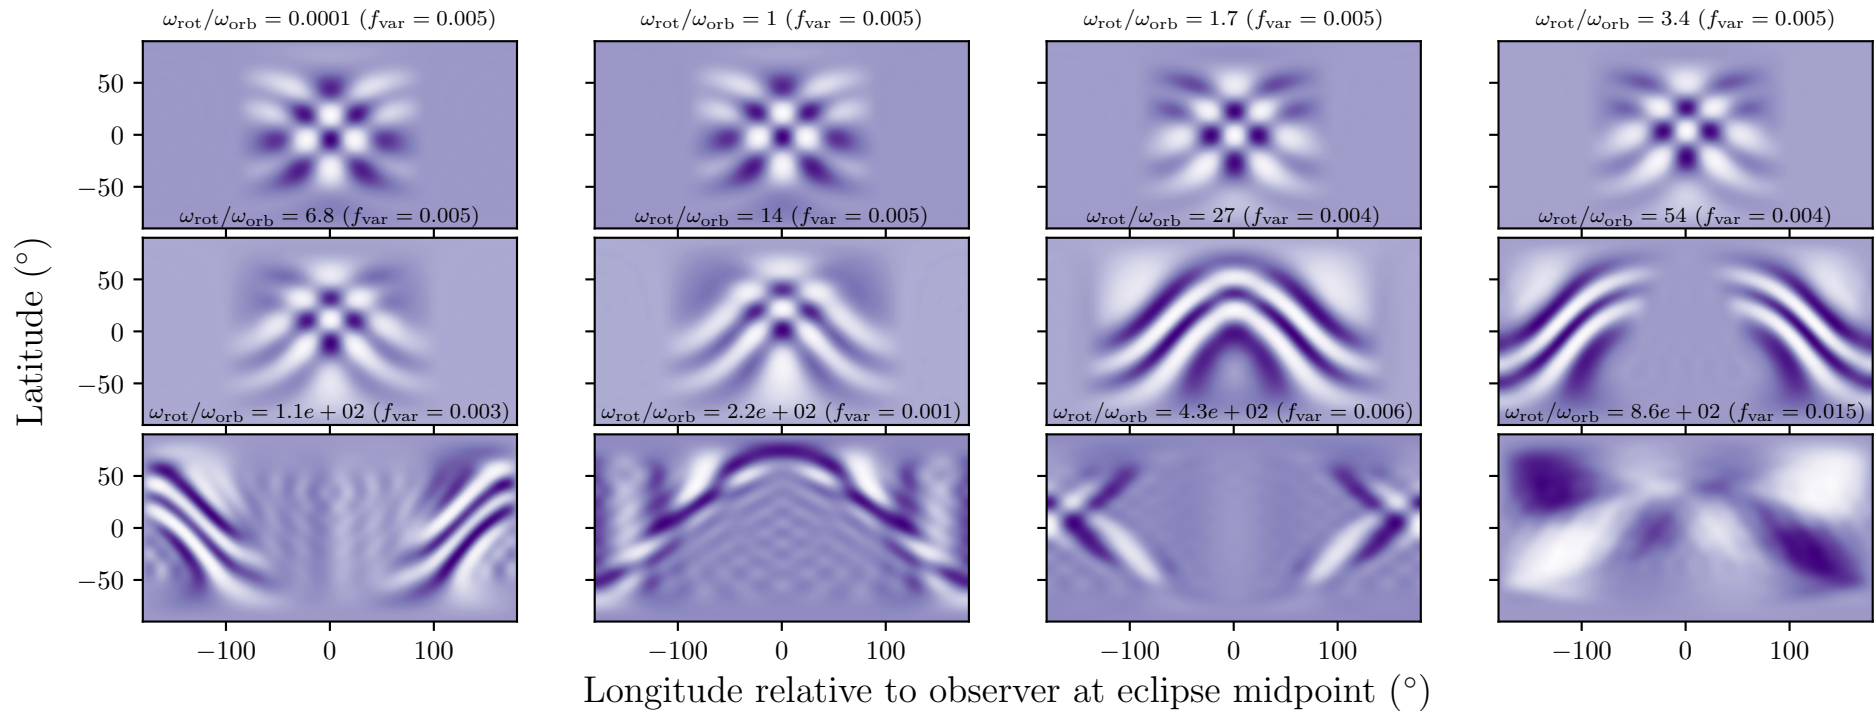 ω_rot/ω_orb = 0.0001 (f_var = 0.005)
ω_rot/ω_orb = 1 (f_var = 0.005)
ω_rot/ω_orb = 1.7 (f_var = 0.005)
ω_rot/ω_orb = 3.4 (f_var = 0.005)
50
0
−50
ω_rot/ω_orb = 6.8 (f_var = 0.005)
ω_rot/ω_orb = 14 (f_var = 0.005)
ω_rot/ω_orb = 27 (f_var = 0.004)
ω_rot/ω_orb = 54 (f_var = 0.004)
Latitude (°)
50
0
−50
ω_rot/ω_orb = 1.1e + 02 (f_var = 0.003)
ω_rot/ω_orb = 2.2e + 02 (f_var = 0.001)
ω_rot/ω_orb = 4.3e + 02 (f_var = 0.006)
ω_rot/ω_orb = 8.6e + 02 (f_var = 0.015)
50
0
−50
−100 0 100
−100 0 100
−100 0 100
−100 0 100
Longitude relative to observer at eclipse midpoint (°)